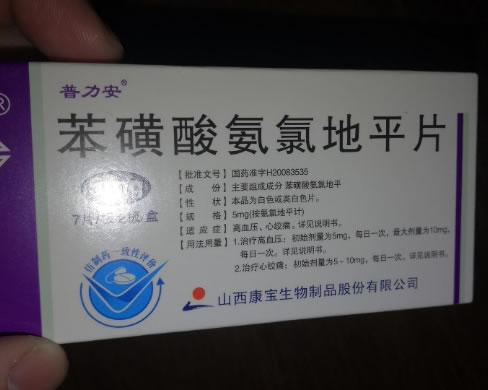 ®
普力安®
苯磺酸氨氯地平片
【批准文号】 国药准字H20083535
【成 份】 主要组成成分 苯磺酸氨氯地平
【性 状】 本品为白色或类白色片。
【规 格】 5mg(按氨氯地平计)
【适 应 症】 高血压、心绞痛。详见说明书。
【用法用量】 1.治疗高血压：初始剂量为5mg，每日一次，最大剂量为10mg，
每日一次。详见说明书。
2.治疗心绞痛：初始剂量为5－10mg，每日一次。详见说明书。
仿制药一致性评价
山西康宝生物制品股份有限公司